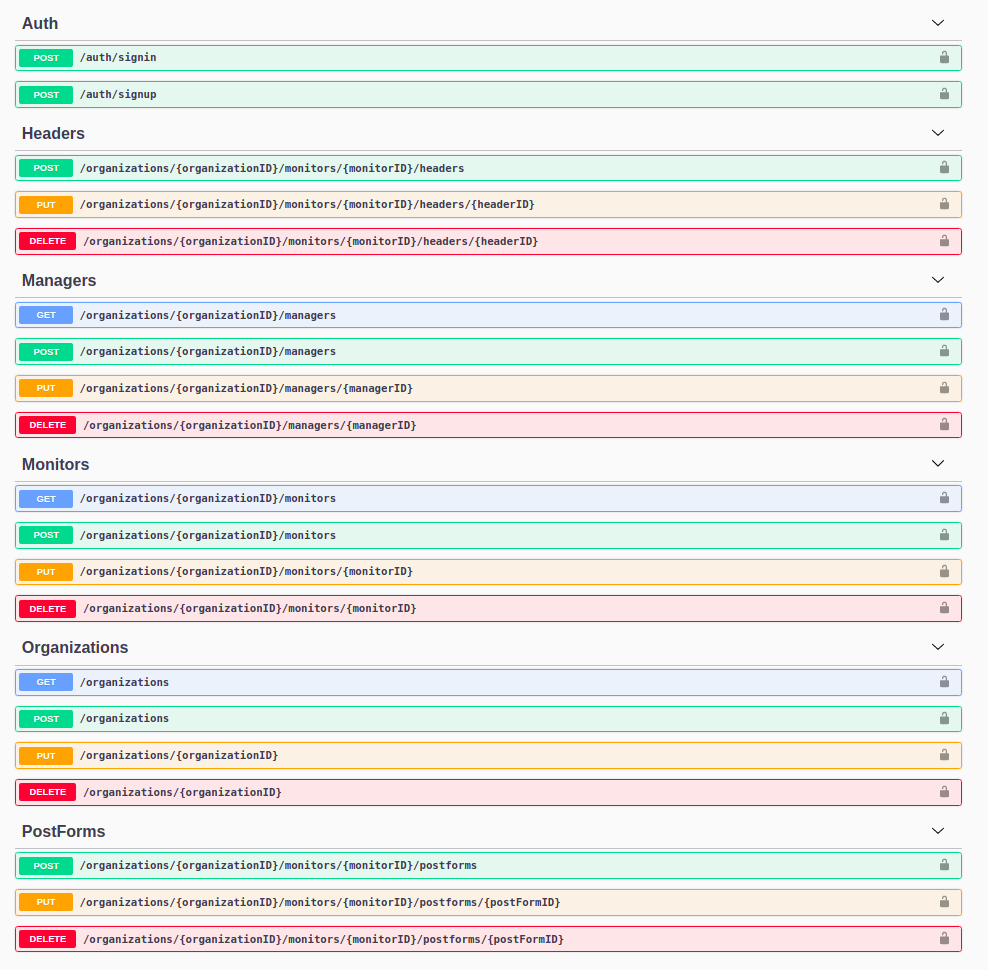 Auth
POST /auth/signin
POST /auth/signup
Headers
POST /organizations/{organizationID}/monitors/{monitorID}/headers
PUT /organizations/{organizationID}/monitors/{monitorID}/headers/{headerID}
DELETE /organizations/{organizationID}/monitors/{monitorID}/headers/{headerID}
Managers
GET /organizations/{organizationID}/managers
POST /organizations/{organizationID}/managers
PUT /organizations/{organizationID}/managers/{managerID}
DELETE /organizations/{organizationID}/managers/{managerID}
Monitors
GET /organizations/{organizationID}/monitors
POST /organizations/{organizationID}/monitors
PUT /organizations/{organizationID}/monitors/{monitorID}
DELETE /organizations/{organizationID}/monitors/{monitorID}
Organizations
GET /organizations
POST /organizations
PUT /organizations/{organizationID}
DELETE /organizations/{organizationID}
PostForms
POST /organizations/{organizationID}/monitors/{monitorID}/postforms
PUT /organizations/{organizationID}/monitors/{monitorID}/postforms/{postFormID}
DELETE /organizations/{organizationID}/monitors/{monitorID}/postforms/{postFormID}